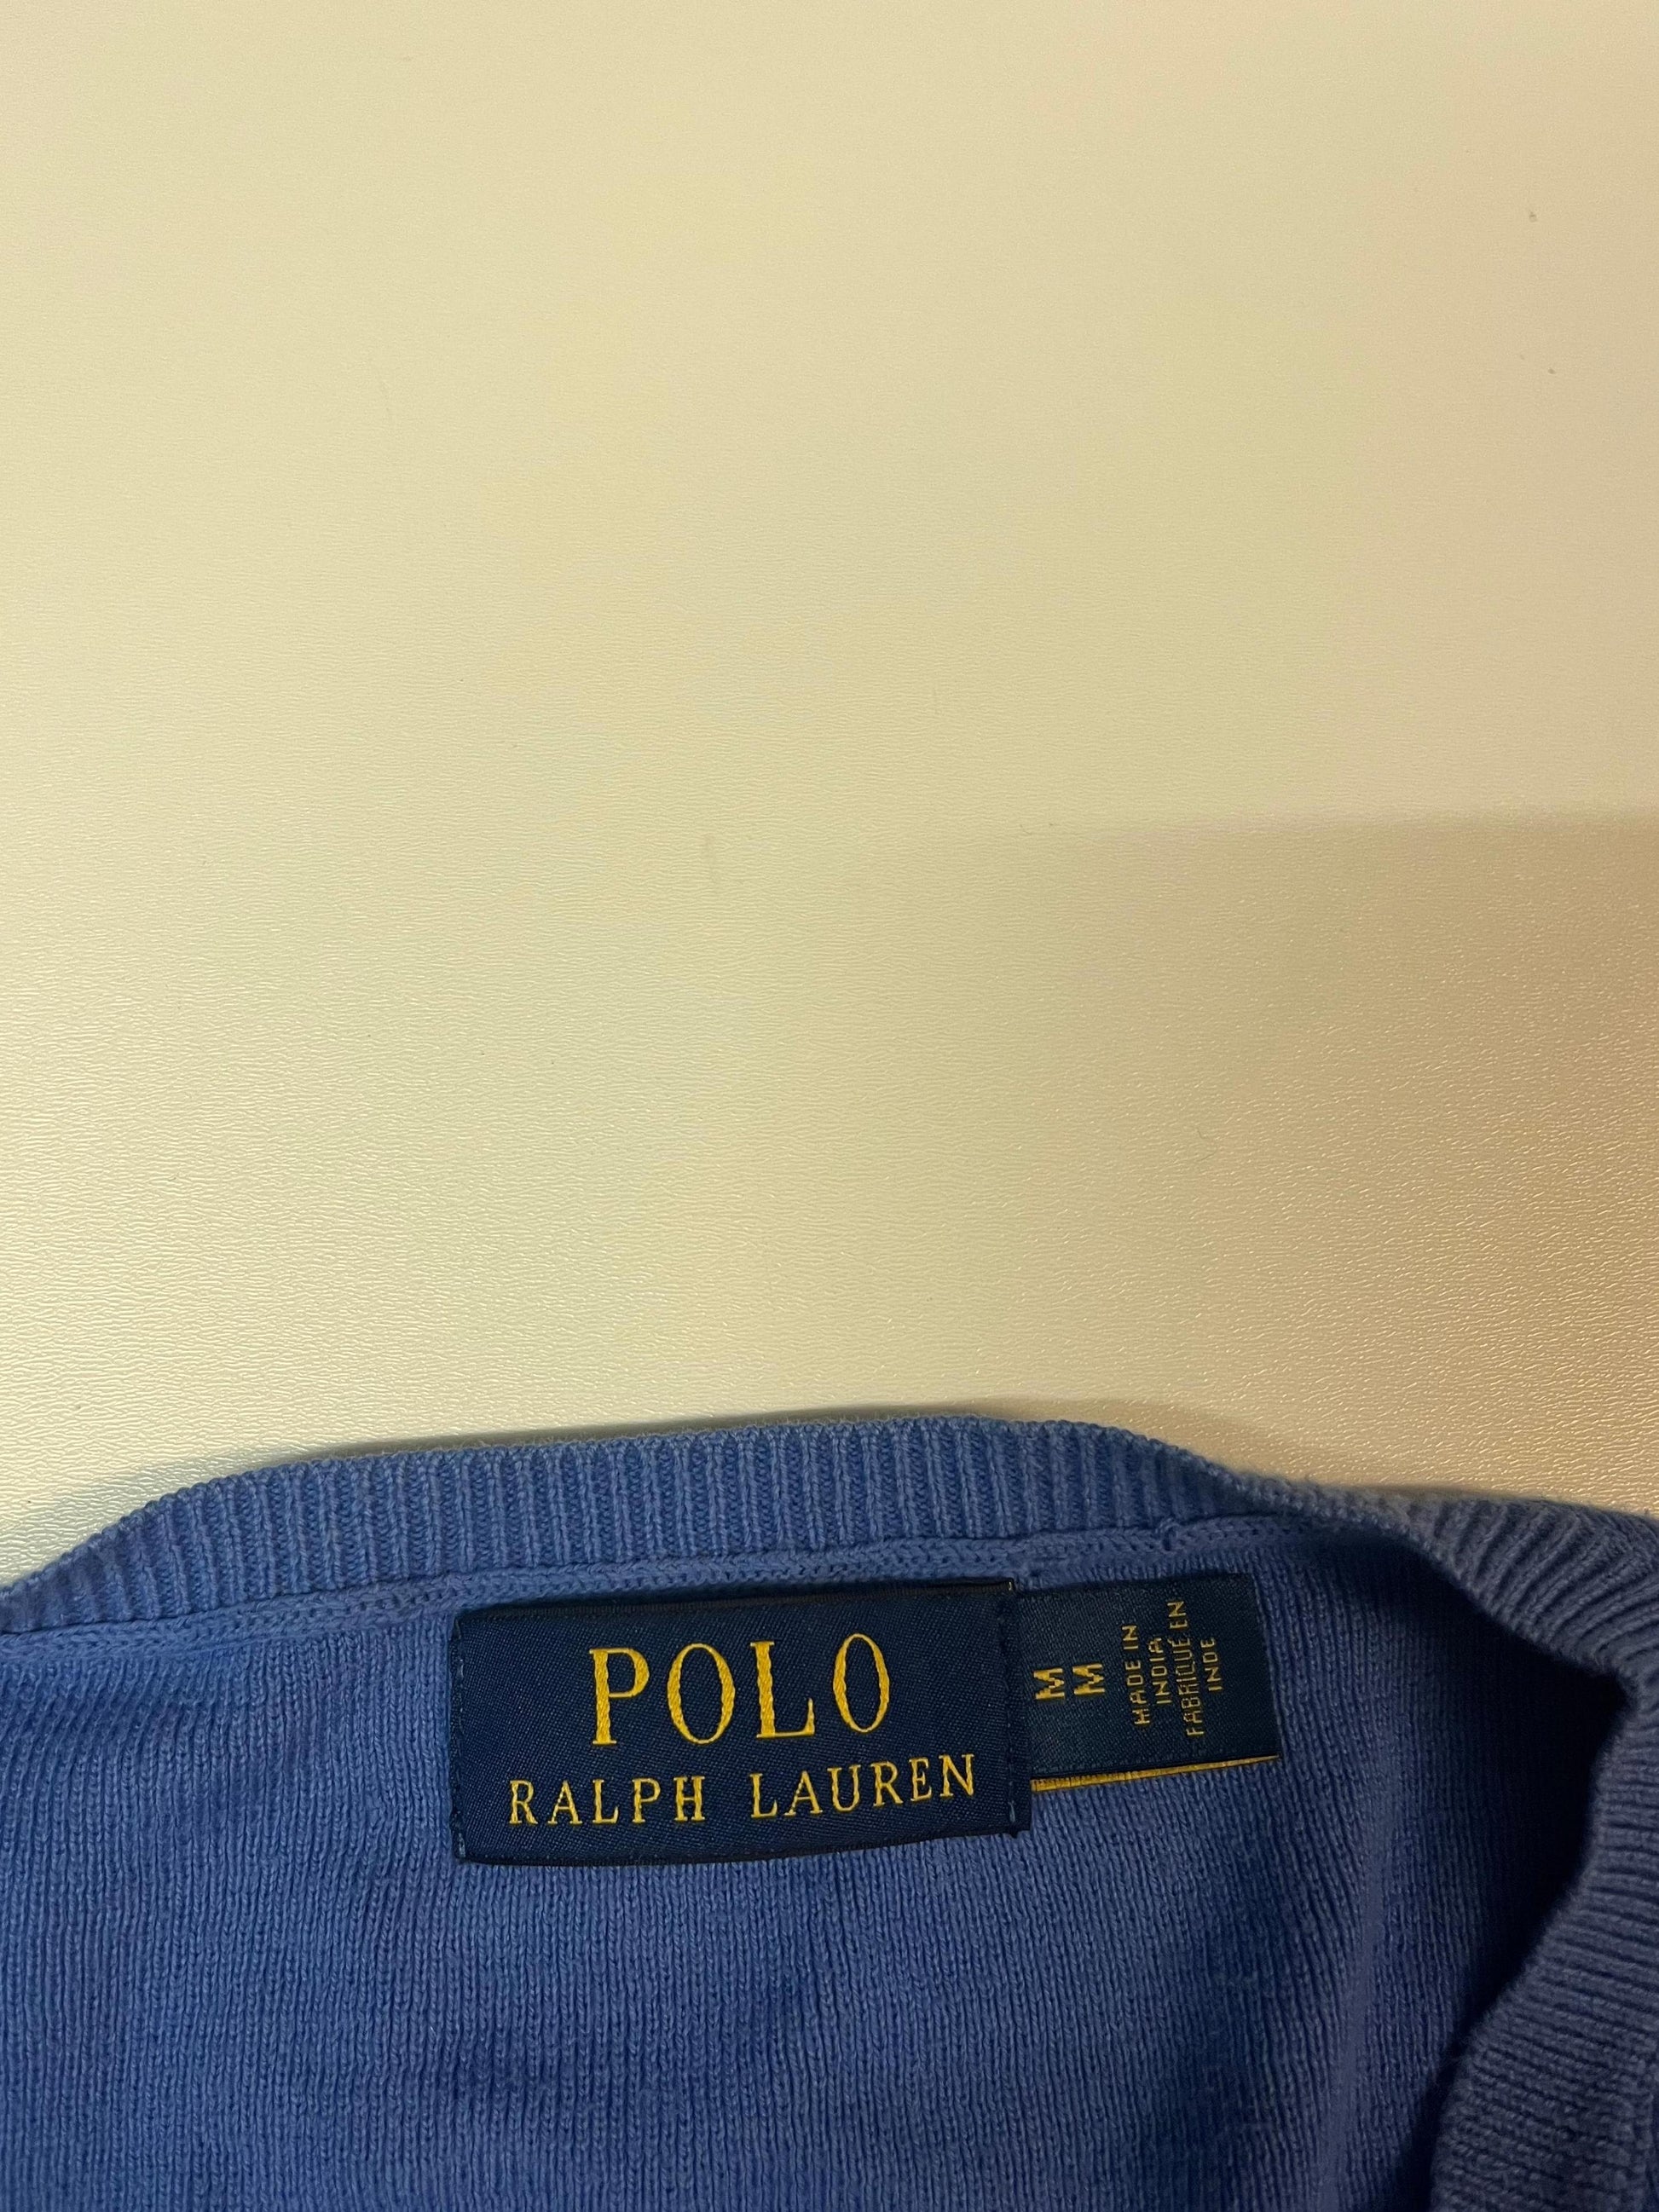 POLO
RALPH LAUREN
M
M
MADE IN
INDIA
FABRIQUÉ EN
INDE